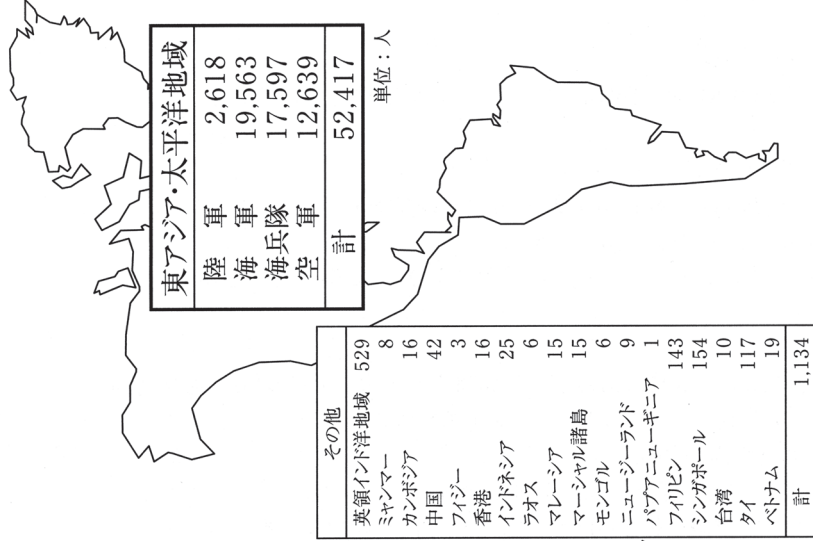 東アジア・太平洋地域
陸軍 2,618
海軍 19,563
海兵隊 17,597
空軍 12,639
計 52,417
単位：人
その他
英領インド洋地域 529
ミャンマー 8
カンボジア 16
中国 42
フィジー 3
香港 16
インドネシア 25
ラオス 6
マレーシア 15
マーシャル諸島 15
モンゴル 6
ニュージーランド 9
パプアニューギニア 1
フィリピン 143
シンガポール 154
台湾 10
タイ 117
ベトナム 19
計 1,134